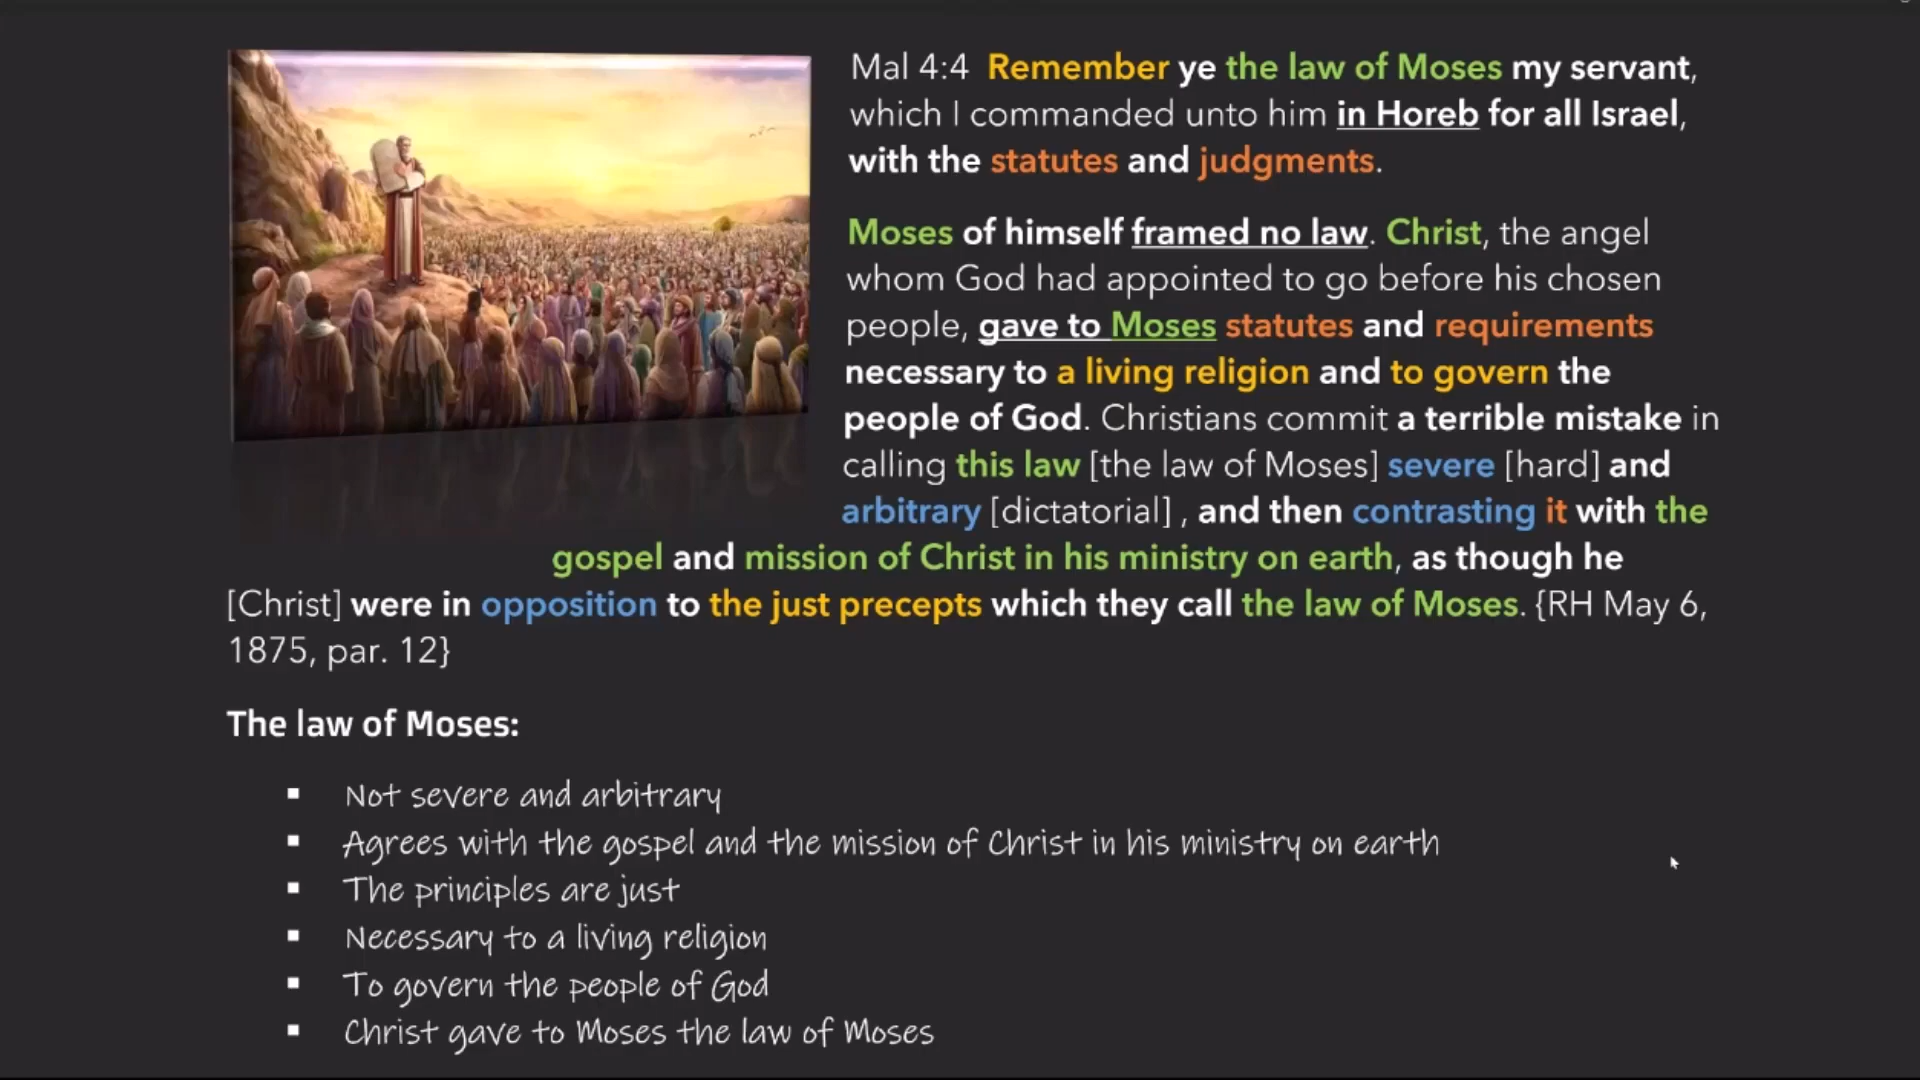 Mal 4:4 Remember ye the law of Moses my servant,
which I commanded unto him in Horeb for all Israel,
with the statutes and judgments.
Moses of himself framed no law. Christ, the angel
whom God had appointed to go before his chosen
people, gave to Moses statutes and requirements
necessary to a living religion and to govern the
people of God. Christians commit a terrible mistake in
calling this law [the law of Moses] severe [hard] and
arbitrary [dictatorial] , and then contrasting it with the
gospel and mission of Christ in his ministry on earth, as though he
[Christ] were in opposition to the just precepts which they call the law of Moses. {RH May 6,
1875, par. 12}
The law of Moses:
▪ Not severe and arbitrary
▪ Agrees with the gospel and the mission of Christ in his ministry on earth
▪ The principles are just
▪ Necessary to a living religion
▪ To govern the people of God
▪ Christ gave to Moses the law of Moses